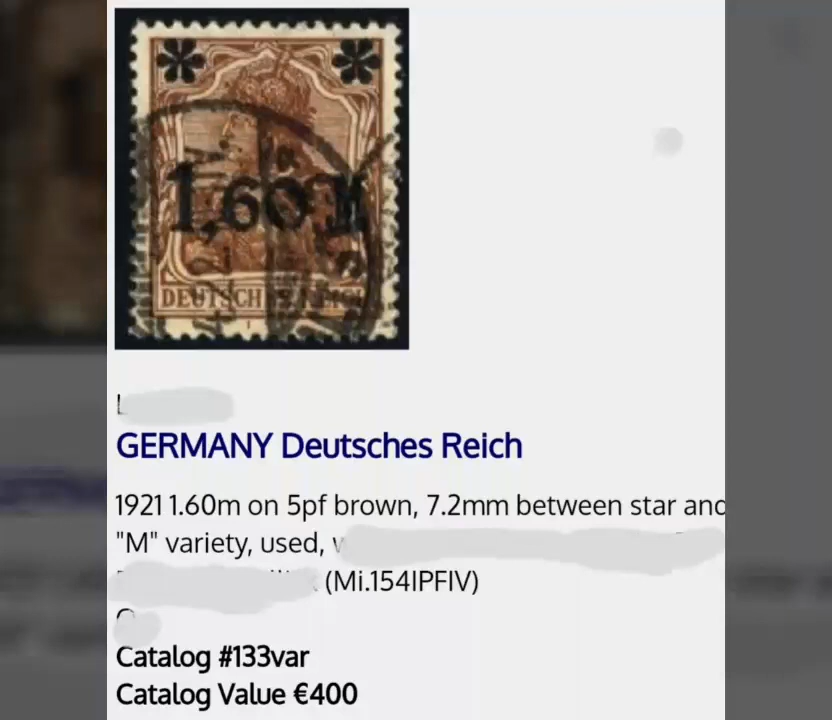 1,60 M
DEUTSCHES REICH
GERMANY Deutsches Reich
1921 1.60m on 5pf brown, 7.2mm between star and
"M" variety, used,
(Mi.154IPFIV)
Catalog #133var
Catalog Value €400